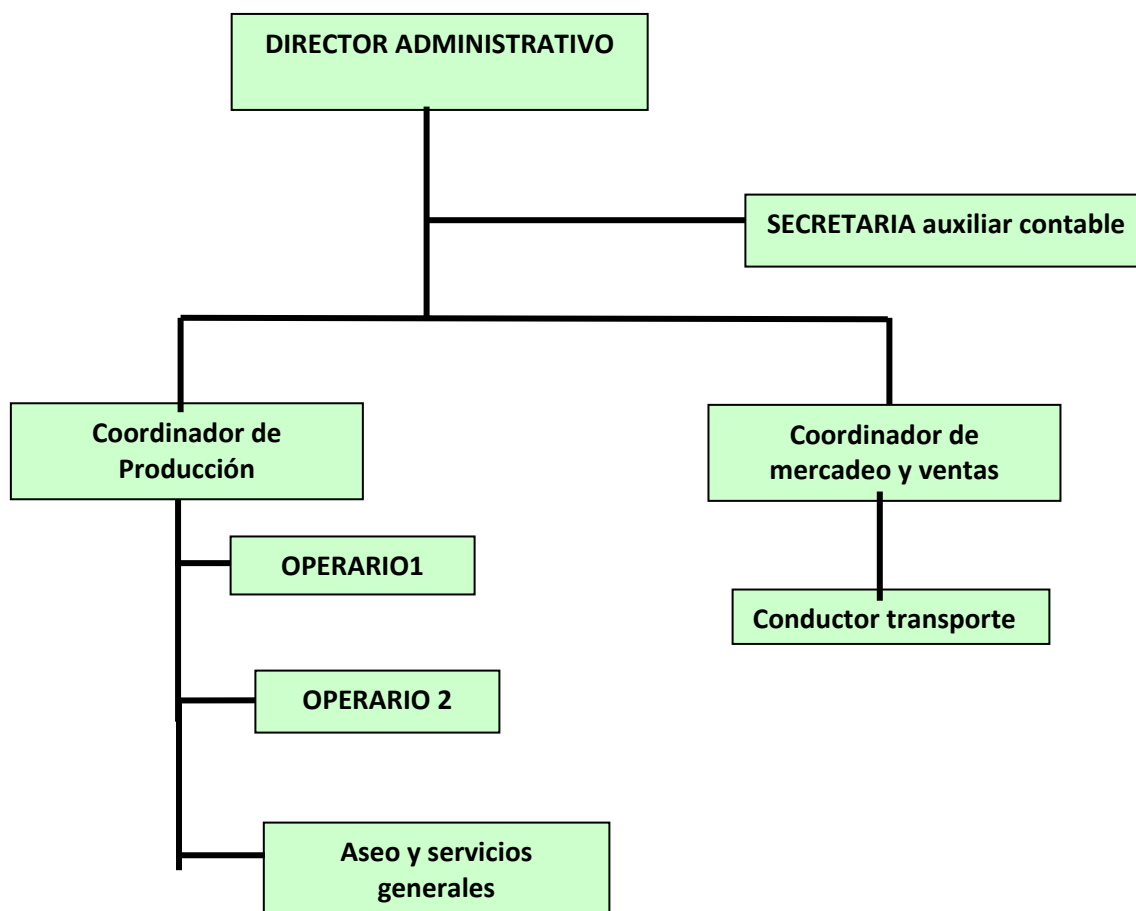 DIRECTOR ADMINISTRATIVO
SECRETARIA auxiliar contable
Coordinador de
Producción
Coordinador de
mercadeo y ventas
OPERARIO1
Conductor transporte
OPERARIO 2
Aseo y servicios
generales